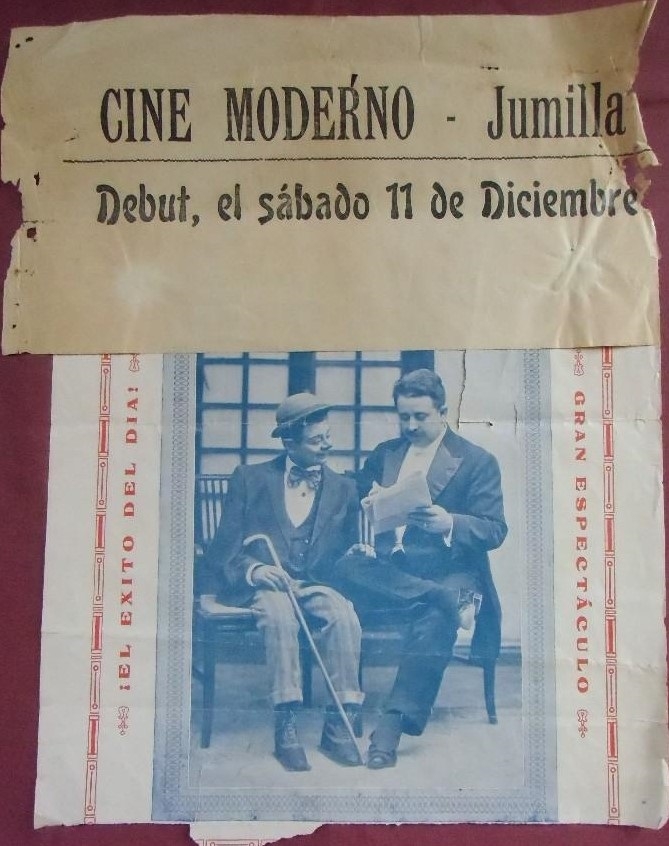 CINE MODERNO - Jumilla
Debut, el sábado 11 de Diciembre
¡EL EXITO DEL DIA!
GRAN ESPECTÁCULO